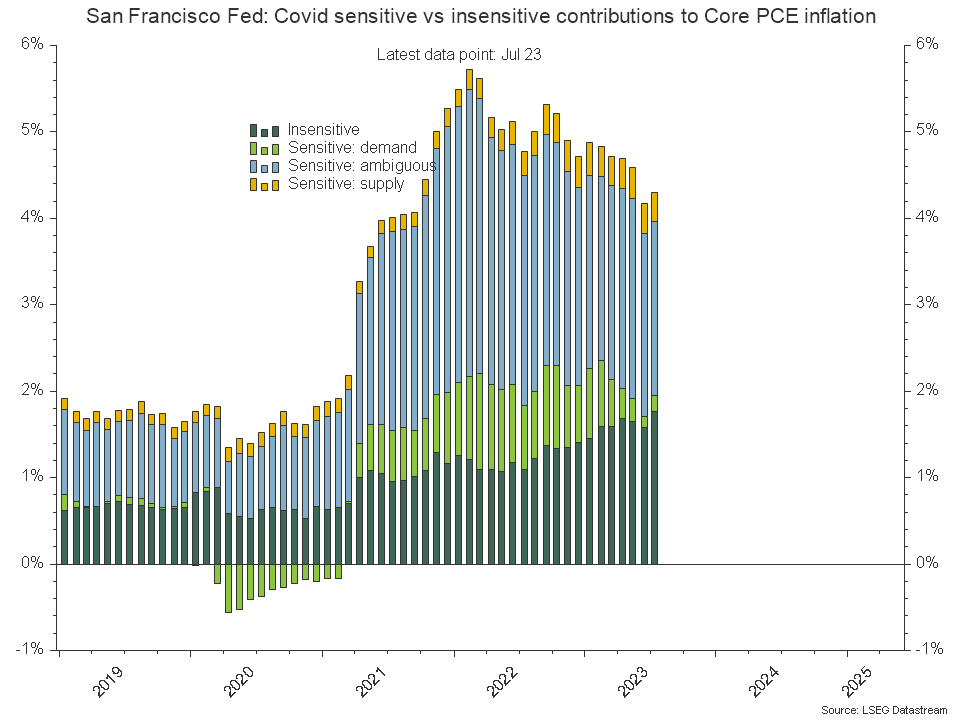 San Francisco Fed: Covid sensitive vs insensitive contributions to Core PCE inflation
6% 6%
Latest data point: Jul 23
5% 5%
Insensitive
Sensitive: demand
Sensitive: ambiguous
Sensitive: supply
4% 4%
3% 3%
2% 2%
1% 1%
0% 0%
-1% -1%
2019 2020 2021 2022 2023 2024 2025
Source: LSEG Datastream